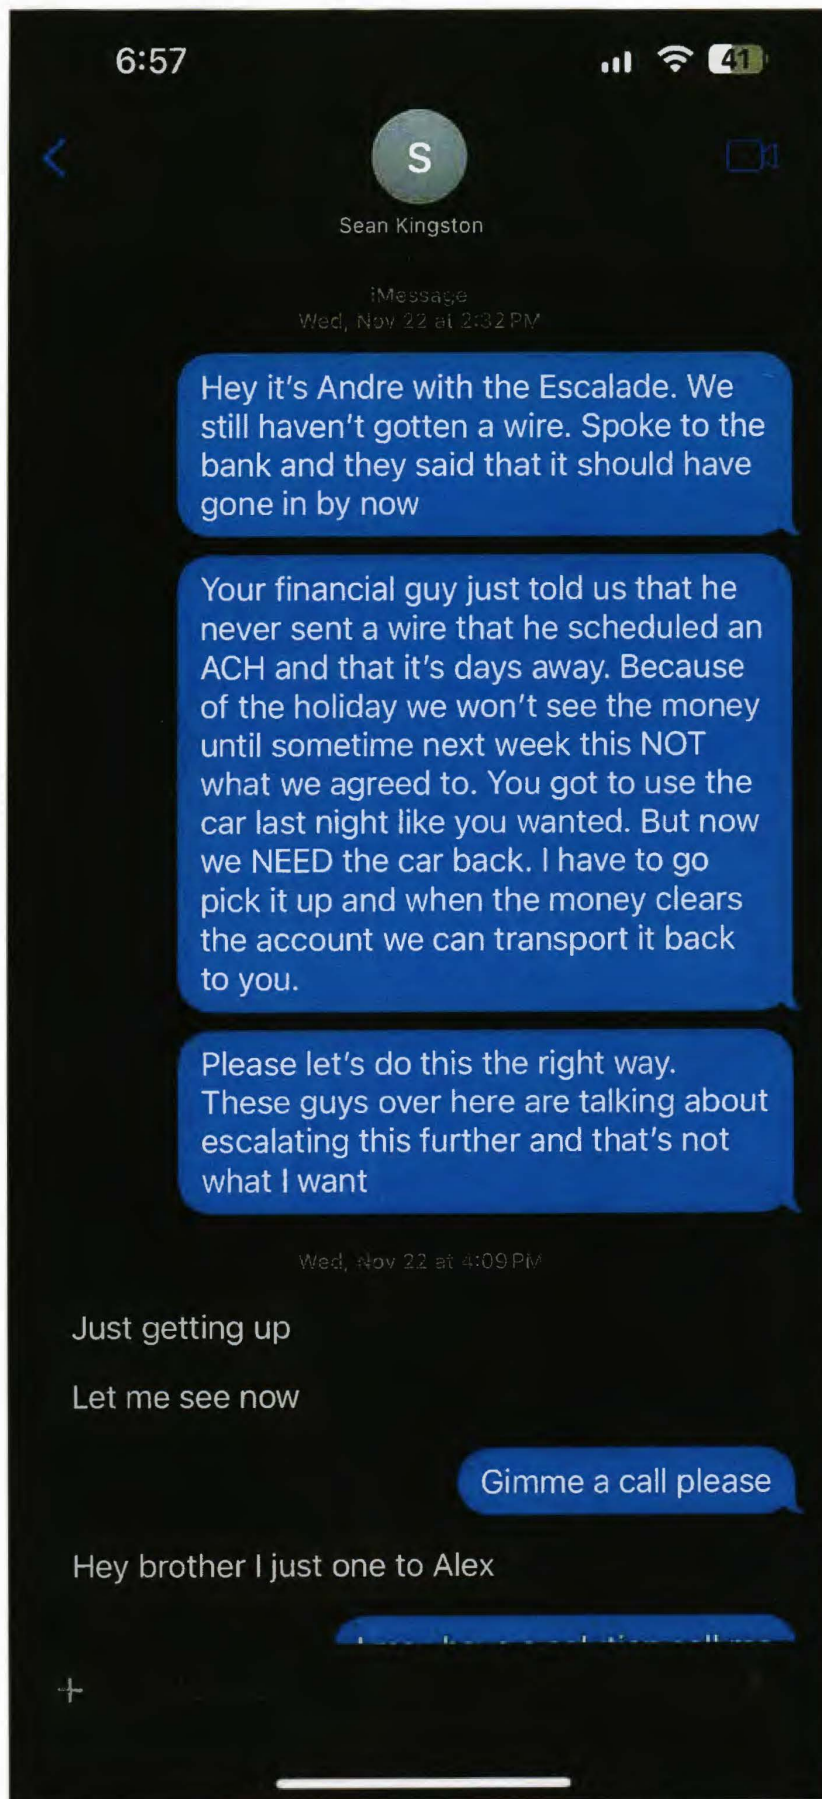 6:57
41
S
Sean Kingston
iMessage
Wed, Nov 22 at 2:32 PM
Hey it's Andre with the Escalade. We
still haven't gotten a wire. Spoke to the
bank and they said that it should have
gone in by now
Your financial guy just told us that he
never sent a wire that he scheduled an
ACH and that it's days away. Because
of the holiday we won't see the money
until sometime next week this NOT
what we agreed to. You got to use the
car last night like you wanted. But now
we NEED the car back. I have to go
pick it up and when the money clears
the account we can transport it back
to you.
Please let's do this the right way.
These guys over here are talking about
escalating this further and that's not
what I want
Wed, Nov 22 at 4:09 PM
Just getting up
Let me see now
Gimme a call please
Hey brother I just one to Alex